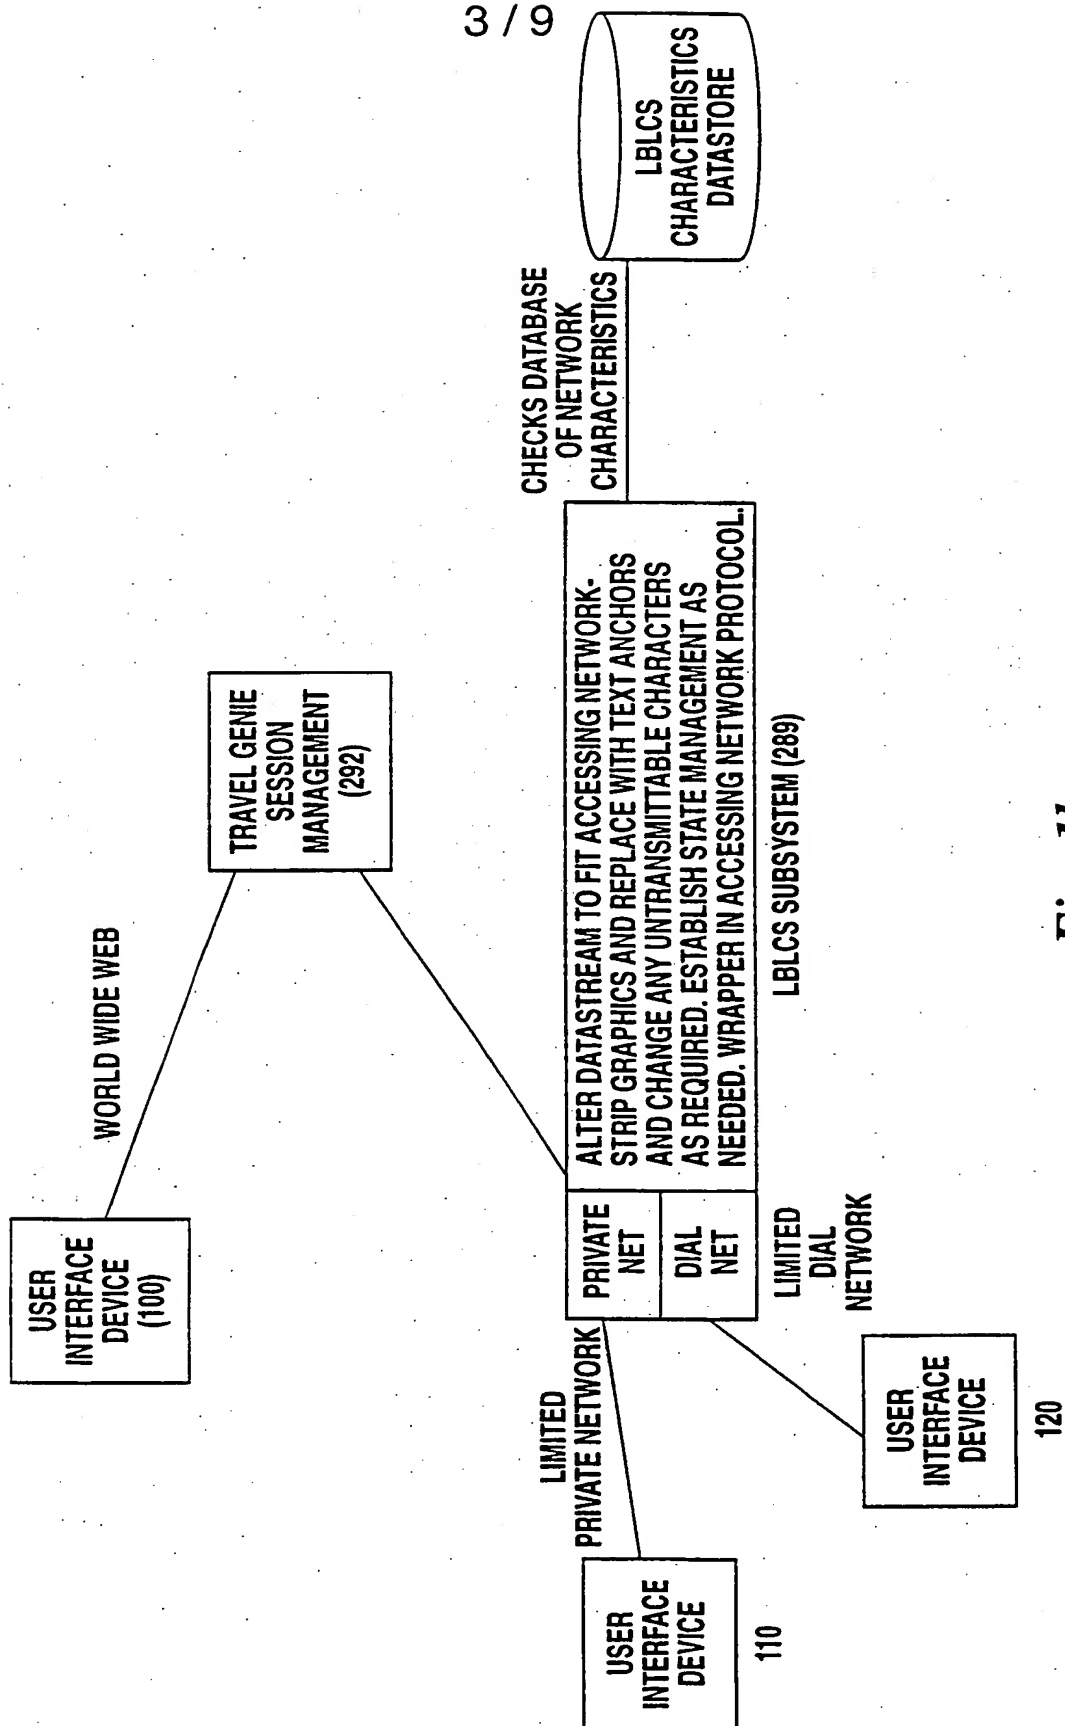 3 / 9
USER
INTERFACE
DEVICE
(100)
WORLD WIDE WEB
TRAVEL GENIE
SESSION
MANAGEMENT
(292)
LIMITED
PRIVATE NETWORK
PRIVATE
NET
DIAL
NET
ALTER DATASTREAM TO FIT ACCESSING NETWORK-
STRIP GRAPHICS AND REPLACE WITH TEXT ANCHORS
AND CHANGE ANY UNTRANSMITTABLE CHARACTERS
AS REQUIRED. ESTABLISH STATE MANAGEMENT AS
NEEDED. WRAPPER IN ACCESSING NETWORK PROTOCOL.
CHECKS DATABASE
OF NETWORK
CHARACTERISTICS
LBLCS
CHARACTERISTICS
DATASTORE
USER
INTERFACE
DEVICE
110
LIMITED
DIAL
NETWORK
LBLCS SUBSYSTEM (289)
USER
INTERFACE
DEVICE
120